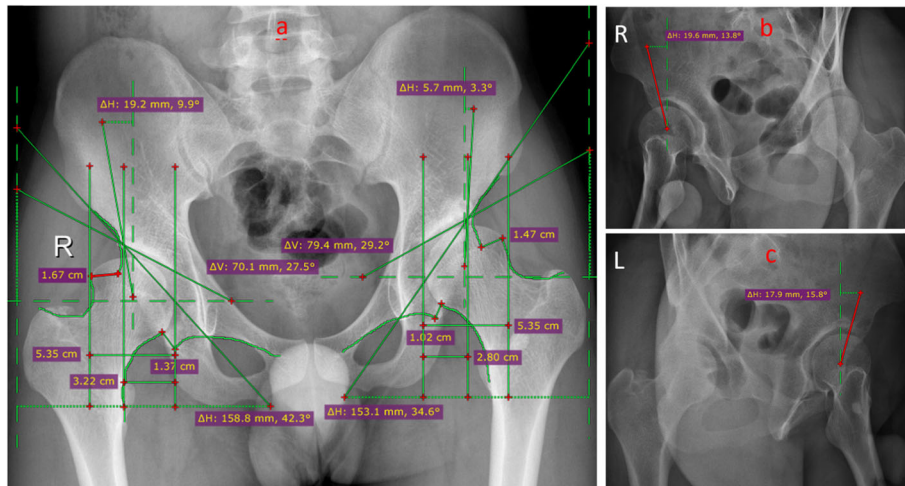 a
ΔH: 19.2 mm, 9.9°
ΔH: 5.7 mm, 3.3°
R
1.67 cm
1.47 cm
ΔV: 79.4 mm, 29.2°
ΔV: 70.1 mm, 27.5°
5.35 cm
1.37 cm
3.22 cm
1.02 cm
5.35 cm
2.80 cm
ΔH: 158.8 mm, 42.3°
ΔH: 153.1 mm, 34.6°
R
b
ΔH: 19.6 mm, 13.8°
L
c
ΔH: 17.9 mm, 15.8°